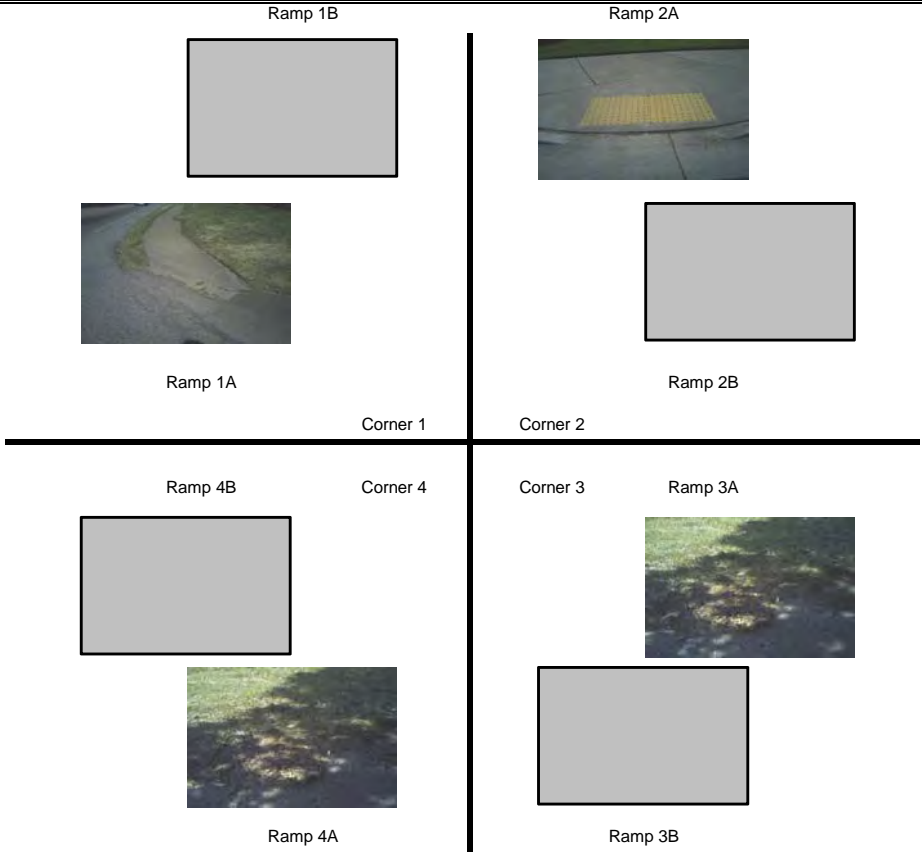 Ramp 1B
Ramp 2A
Ramp 1A
Ramp 2B
Corner 1
Corner 2
Ramp 4B
Corner 4
Corner 3
Ramp 3A
Ramp 4A
Ramp 3B